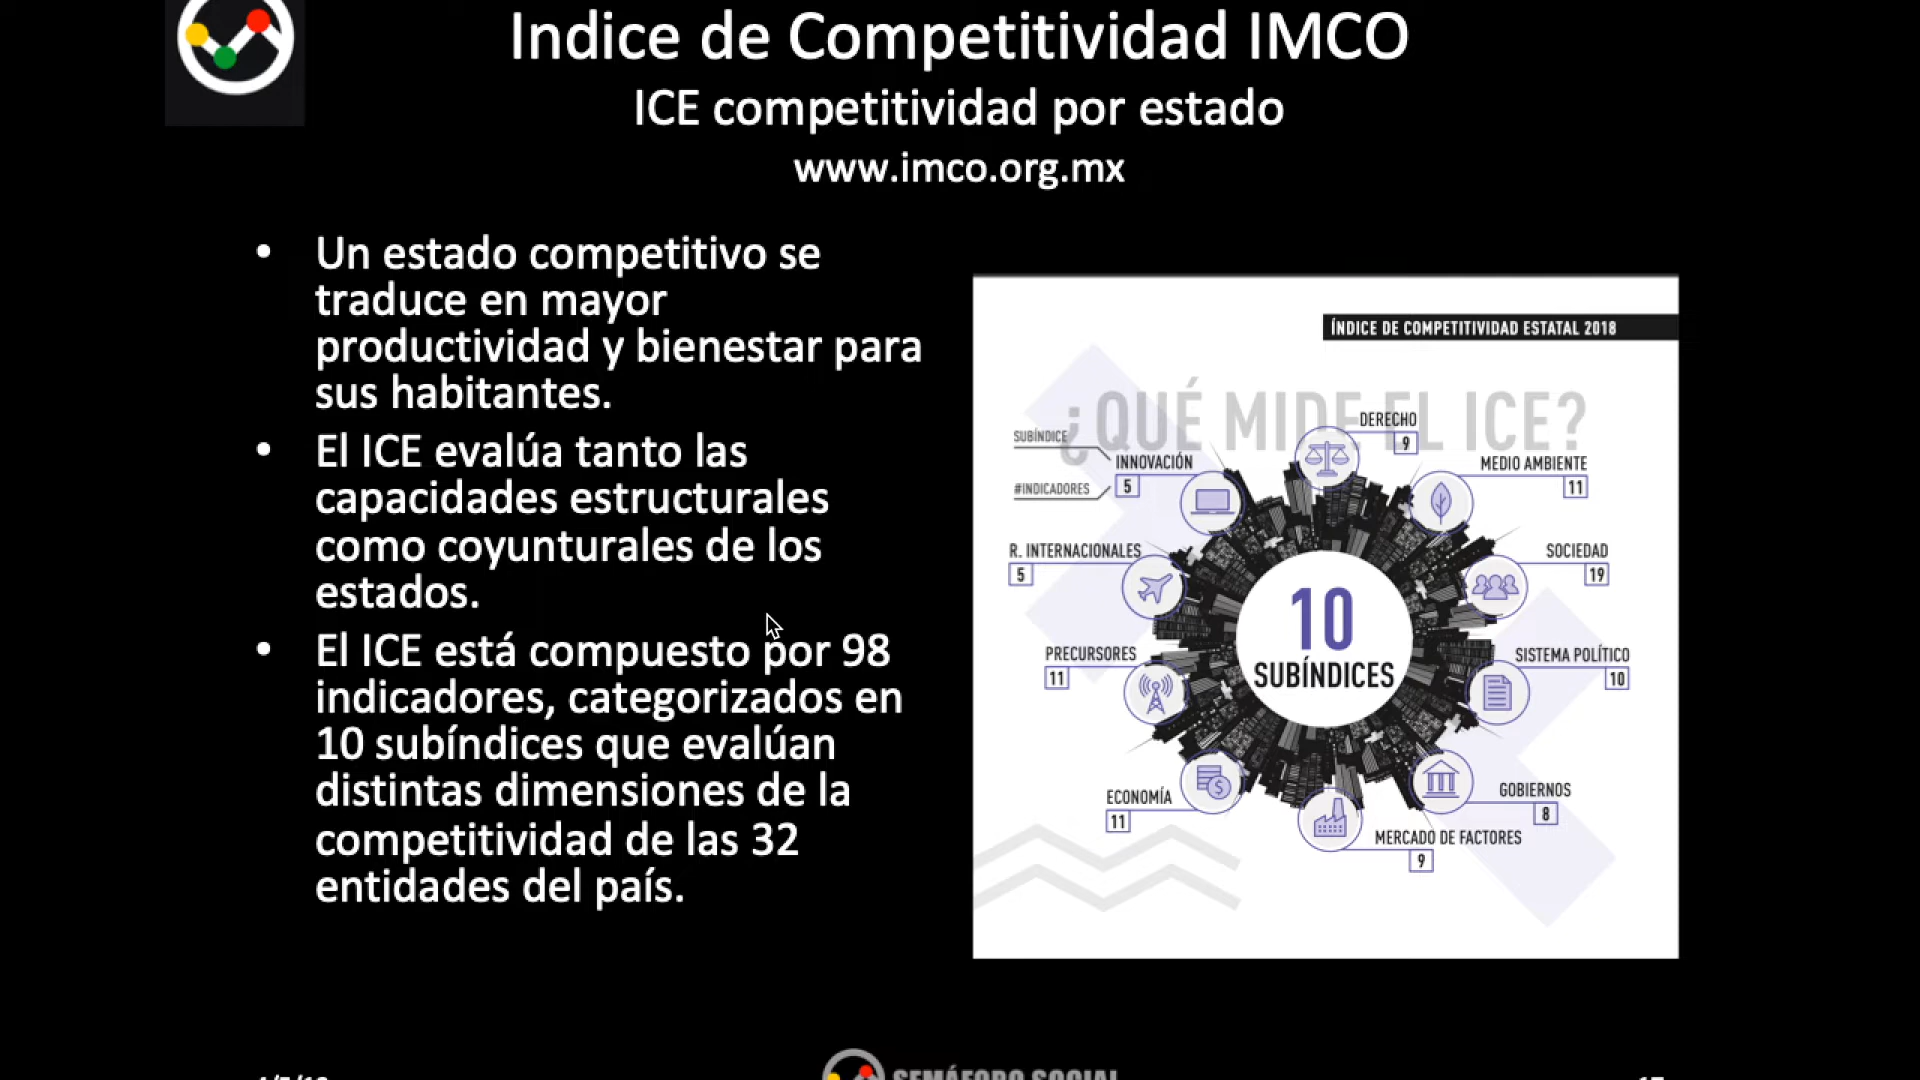 Indice de Competitividad IMCO
ICE competitividad por estado
www.imco.org.mx
• Un estado competitivo se
traduce en mayor
productividad y bienestar para
sus habitantes.
• El ICE evalúa tanto las
capacidades estructurales
como coyunturales de los
estados.
• El ICE está compuesto por 98
indicadores, categorizados en
10 subíndices que evalúan
distintas dimensiones de la
competitividad de las 32
entidades del país.
ÍNDICE DE COMPETITIVIDAD ESTATAL 2018
¿QUÉ MIDE EL ICE?
SUBÍNDICE
#INDICADORES
DERECHO
9
MEDIO AMBIENTE
11
SOCIEDAD
19
SISTEMA POLÍTICO
10
GOBIERNOS
8
MERCADO DE FACTORES
9
ECONOMÍA
11
PRECURSORES
11
R. INTERNACIONALES
5
INNOVACIÓN
5
10
SUBÍNDICES
SEMÁFORO SOCIAL